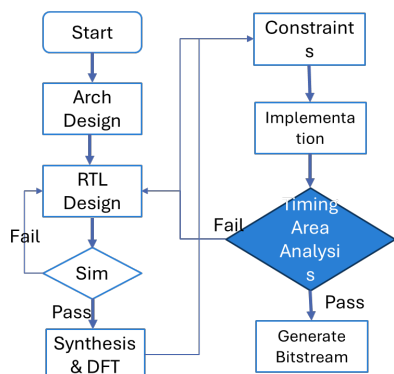 Start
Arch
Design
RTL
Design
Fail
Sim
Pass
Synthesis
& DFT
Constraint
s
Implementa
tion
Timing
Area
Analysi
s
Fail
Pass
Generate
Bitstream